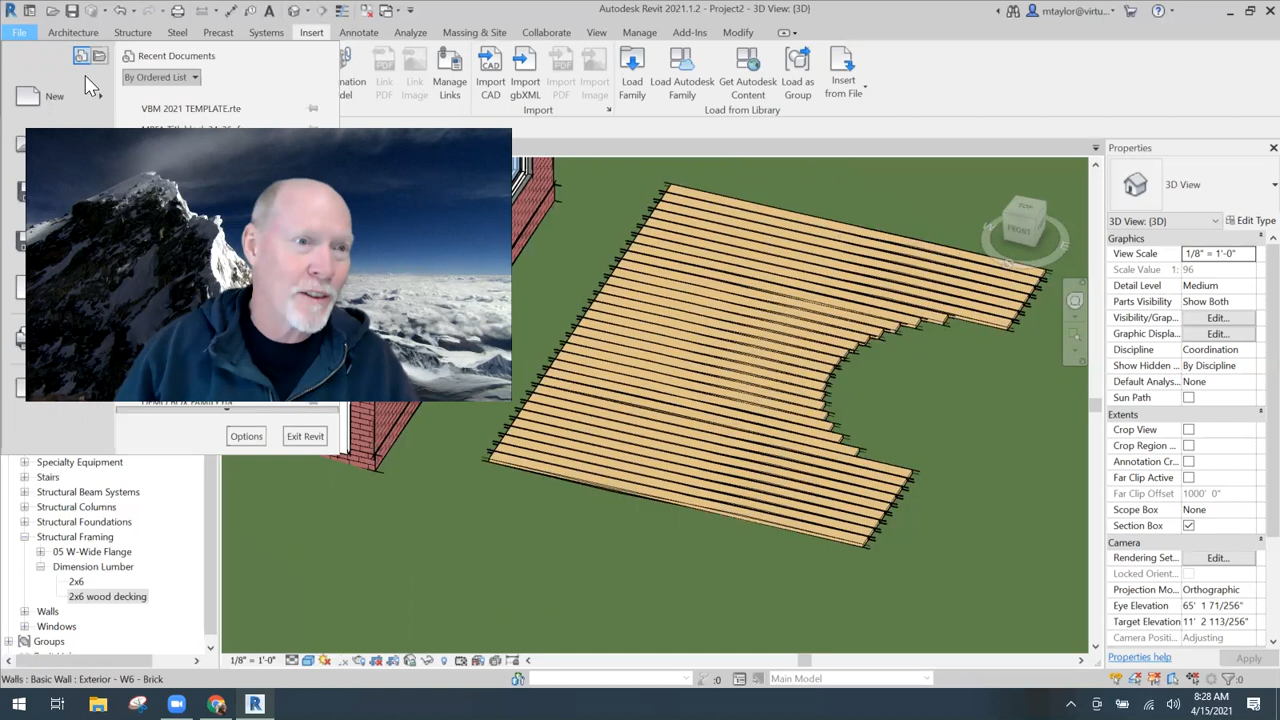 Autodesk Revit 2021.1.2 - Project2 - 3D View: {3D}
mtaylor@virtu...
File Architecture Structure Steel Precast Systems Insert Annotate Analyze Massing & Site Collaborate View Manage Add-Ins Modify
Recent Documents
By Ordered List
New
VBM 2021 TEMPLATE.rte
Link PDF
Link Image
Manage Links
Import CAD
Import gbXML
Import PDF
Import Image
Load Family
Load Autodesk Family
Get Autodesk Content
Load as Group
Insert from File
Import
Load from Library
Options
Exit Revit
Specialty Equipment
Stairs
Structural Beam Systems
Structural Columns
Structural Foundations
Structural Framing
05 W-Wide Flange
Dimension Lumber
2x6
2x6 wood decking
Walls
Windows
Groups
TOP
FRONT
Properties
3D View
3D View: {3D}
Edit Type
Graphics
View Scale 1/8" = 1'-0"
Scale Value 1: 96
Detail Level Medium
Parts Visibility Show Both
Visibility/Grap... Edit...
Graphic Displa... Edit...
Discipline Coordination
Show Hidden ... By Discipline
Default Analys... None
Sun Path
Extents
Crop View
Crop Region ...
Annotation Cr...
Far Clip Active
Far Clip Offset 1000' 0"
Scope Box None
Section Box
Camera
Rendering Set... Edit...
Locked Orient...
Projection Mo... Orthographic
Eye Elevation 65' 1 71/256"
Target Elevation 11' 2 113/256"
Camera Positi... Adjusting
Properties help
Apply
1/8" = 1'-0"
Walls : Basic Wall : Exterior - W6 - Brick
:0
Main Model
:0
8:28 AM
4/15/2021